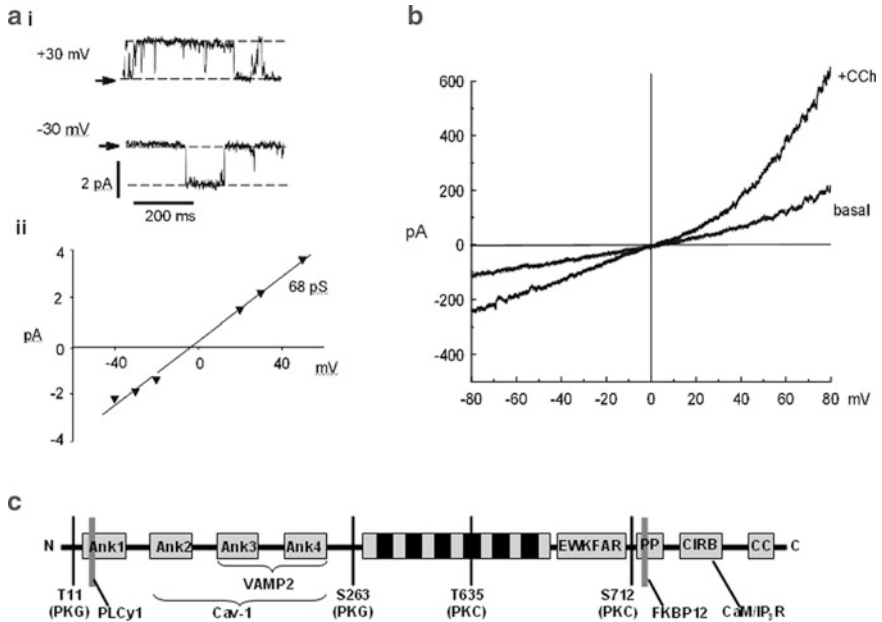 a i
+30 mV
-30 mV
2 pA
200 ms
ii
4
2
0
-2
-4
pA
-40
0
40
mV
68 pS
b
600
400
200
0
-200
-400
pA
-80
-60
-40
-20
0
20
40
60
80
mV
+CCh
basal
c
N
Ank1
Ank2
Ank3
Ank4
EWKFAR
PP
CIRB
CC
C
VAMP2
T11
(PKG)
PLCγ1
Cav-1
S263
(PKG)
T635
(PKC)
S712
(PKC)
FKBP12
CaM/IP₃R